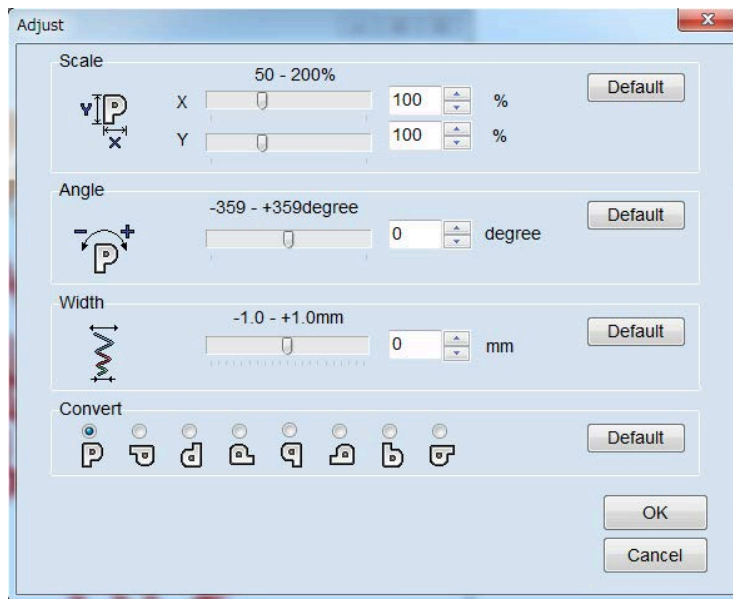 Adjust
Scale
50 - 200%
X 100 % Default
Y 100 %
Y P
X
Angle
-359 - +359degree
0 degree Default
- +
P
Width
-1.0 - +1.0mm
0 mm Default
Convert
P P P P P P P P Default
OK
Cancel